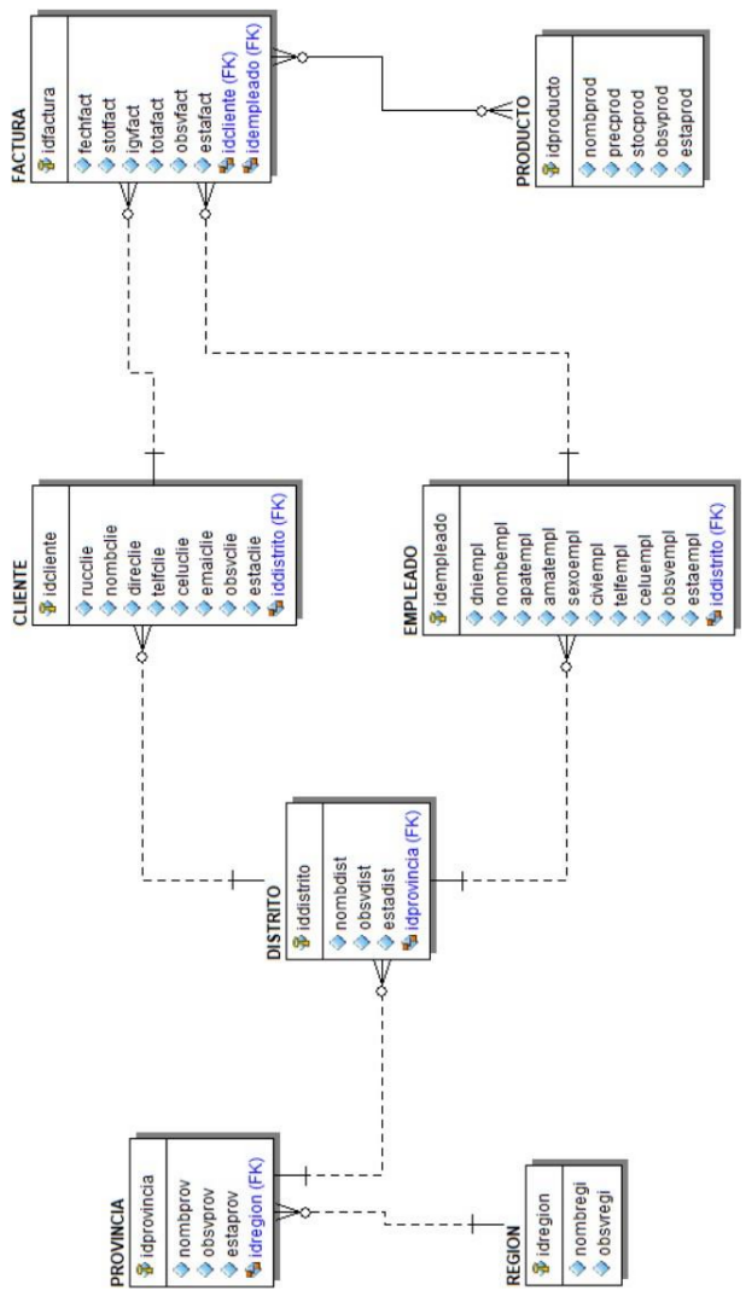 PROVINCIA
idprovincia
nombprov
obsvprov
estaprov
idregion (FK)
REGION
idregion
nombregi
obsvregi
DISTRITO
iddistrito
nombdist
obsvdist
estadist
idprovincia (FK)
CLIENTE
idcliente
rucclie
nombclie
direclie
telfclie
celuclie
emaiclie
obsvclie
estaclie
iddistrito (FK)
EMPLEADO
idempleado
dniempl
nombempl
apatempl
amatempl
sexoempl
civiempl
telfempl
celuempl
obsvempl
estaempl
iddistrito (FK)
FACTURA
idfactura
fechfact
stotfact
igvfact
totafact
obsvfact
estafact
idcliente (FK)
idempleado (FK)
PRODUCTO
idproducto
nombprod
precprod
stocprod
obsvprod
estaprod